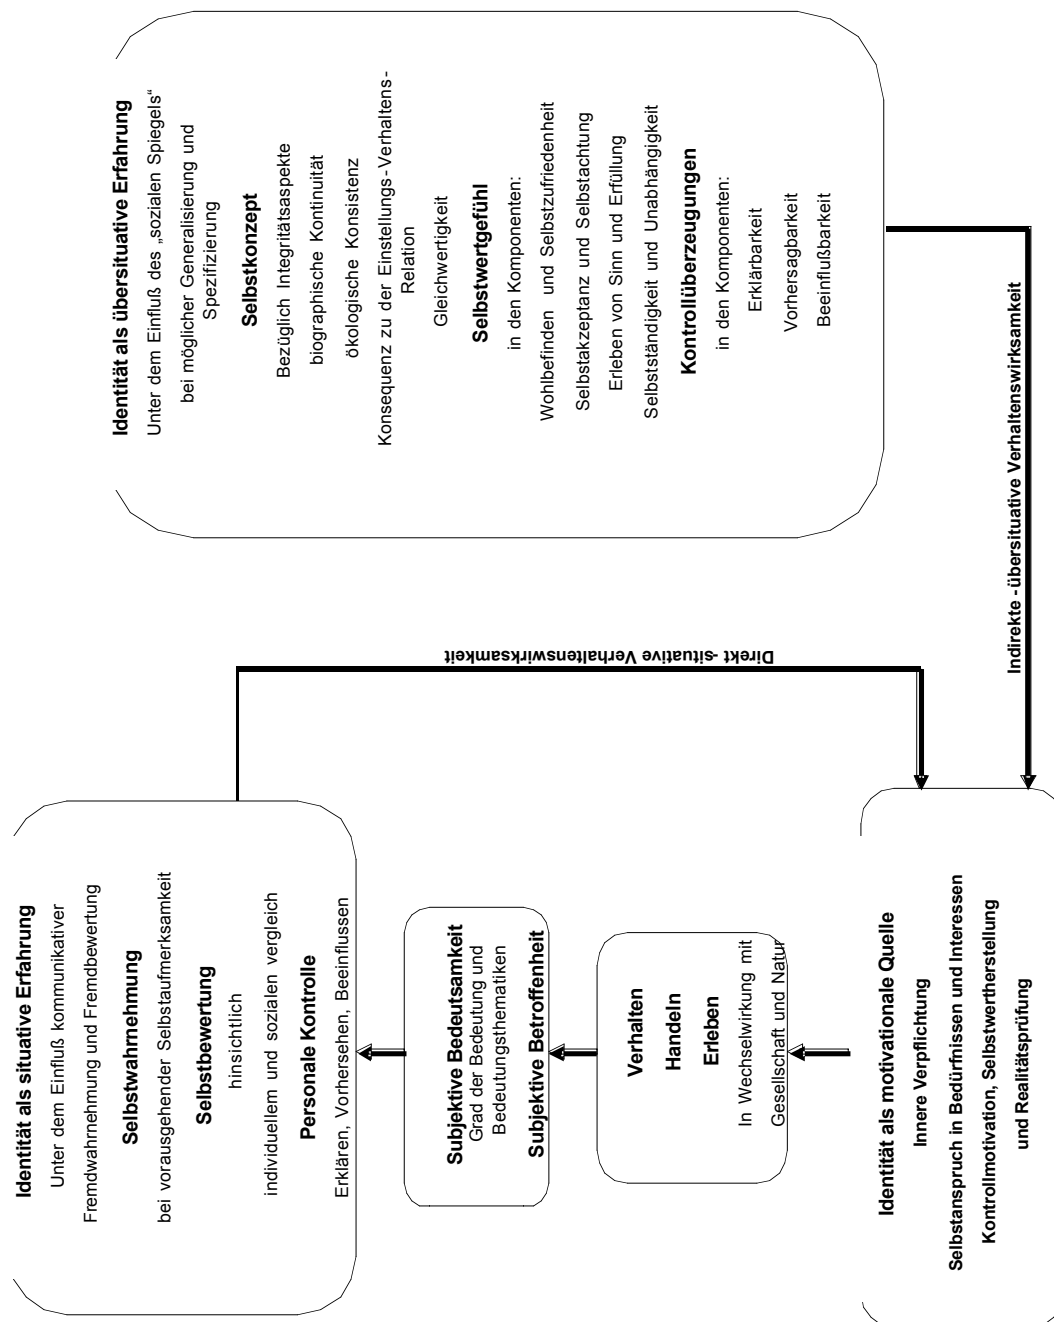 Identität als situative Erfahrung
Unter dem Einfluß kommunikativer
Fremdwahrnehmung und Fremdbewertung
Selbstwahrnehmung
bei vorausgehender Selbstaufmerksamkeit
Selbstbewertung
hinsichtlich
individuellem und sozialen vergleich
Personale Kontrolle
Erklären, Vorhersehen, Beeinflussen
Subjektive Bedeutsamkeit
Grad der Bedeutung und
Bedeutungsthematiken
Subjektive Betroffenheit
Verhalten
Handeln
Erleben
In Wechselwirkung mit
Gesellschaft und Natur
Identität als motivationale Quelle
Innere Verpflichtung
Selbstanspruch in Bedürfnissen und Interessen
Kontrollmotivation, Selbstwertherstellung
und Realitätsprüfung
Direkt-situative Verhaltenswirksamkeit
Identität als übersituative Erfahrung
Unter dem Einfluß des „sozialen Spiegels“
bei möglicher Generalisierung und
Spezifizierung
Selbstkonzept
Bezüglich Integritätsaspekte
biographische Kontinuität
ökologische Konsistenz
Konsequenz zu der Einstellungs-Verhaltens-
Relation
Gleichwertigkeit
Selbstwertgefühl
in den Komponenten:
Wohlbefinden und Selbstzufriedenheit
Selbstakzeptanz und Selbstachtung
Erleben von Sinn und Erfüllung
Selbstständigkeit und Unabhängigkeit
Kontrollüberzeugungen
in den Komponenten:
Erklärbarkeit
Vorhersagbarkeit
Beeinflußbarkeit
Indirekte -übersituative Verhaltenswirksamkeit